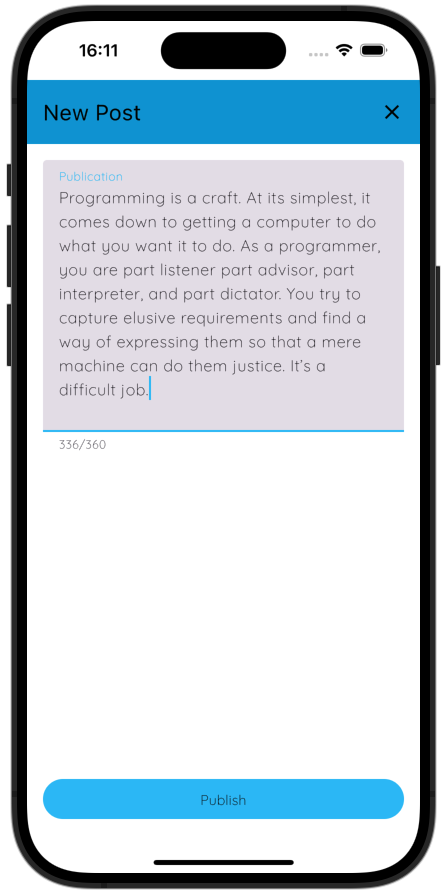 16:11
New Post
Publication
Programming is a craft. At its simplest, it
comes down to getting a computer to do
what you want it to do. As a programmer,
you are part listener part advisor, part
interpreter, and part dictator. You try to
capture elusive requirements and find a
way of expressing them so that a mere
machine can do them justice. It's a
difficult job.
336/360
Publish